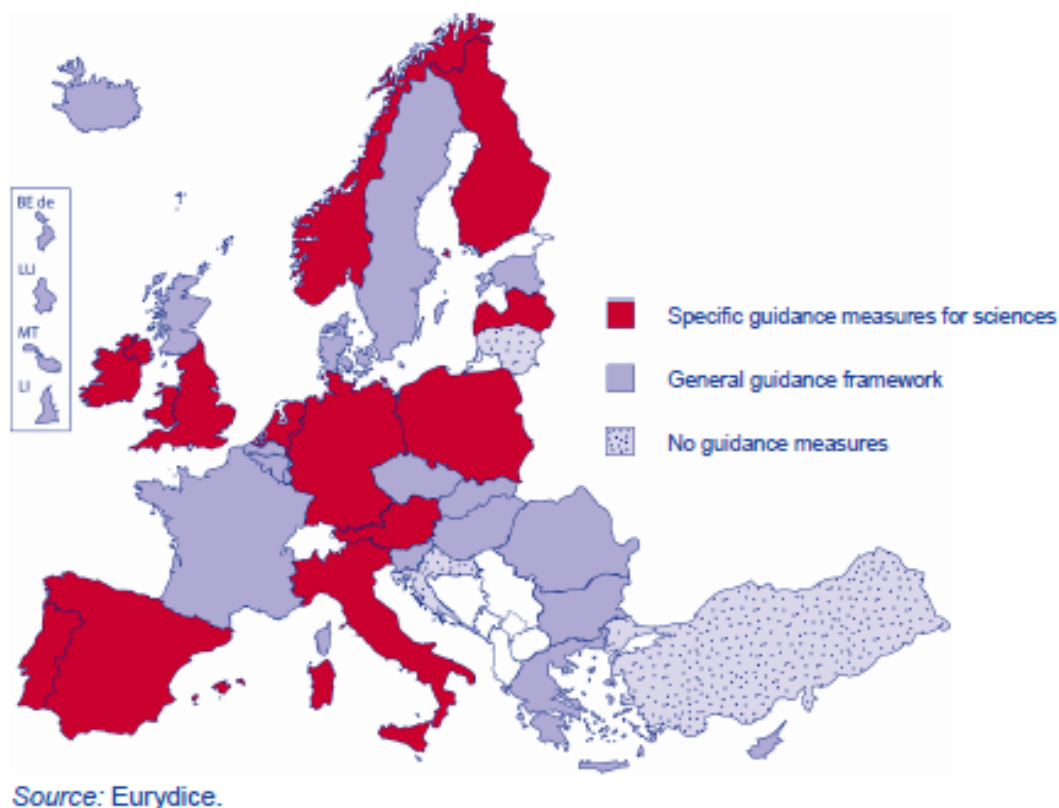 BE de
LU
MT
LI
Specific guidance measures for sciences
General guidance framework
No guidance measures
Source: Eurydice.